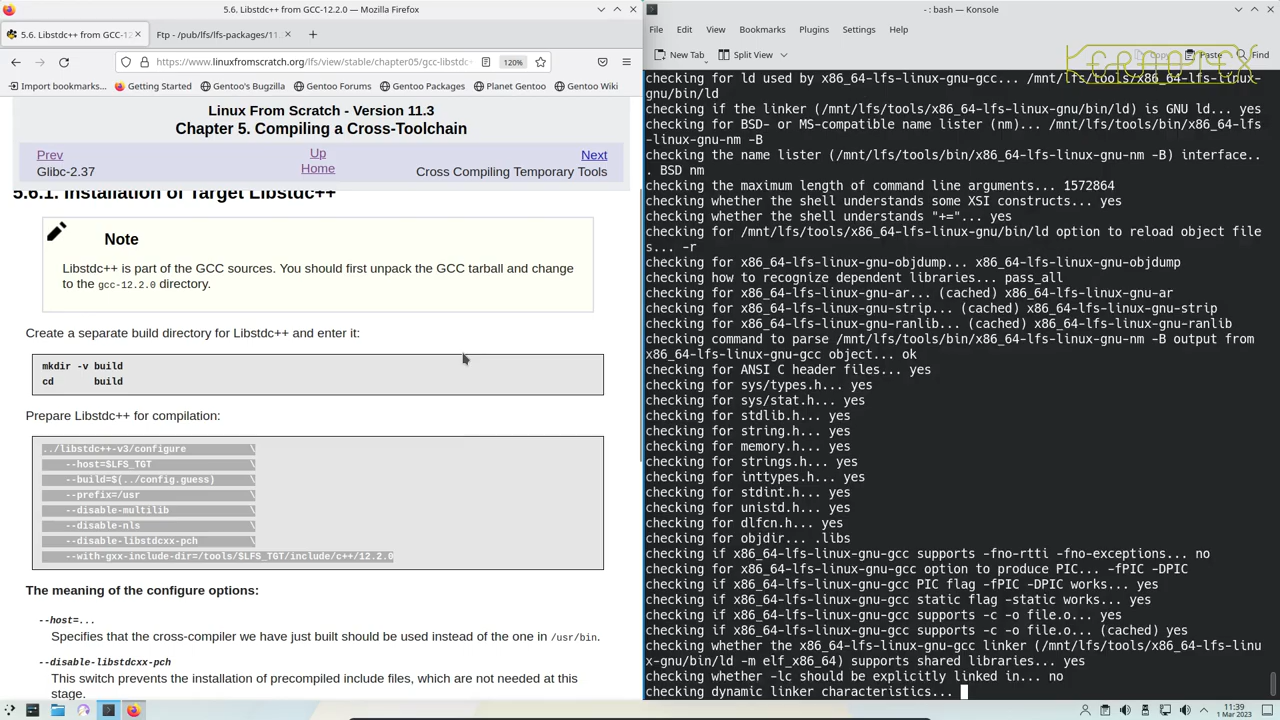 5.6. Libstdc++ from GCC-12.2.0 — Mozilla Firefox
5.6. Libstdc++ from GCC-1:
Ftp - /pub/lfs/lfs-packages/11.
https://www.linuxfromscratch.org/lfs/view/stable/chapter05/gcc-libstd
120%
Import bookmarks...
Getting Started
Gentoo's Bugzilla
Gentoo Forums
Gentoo Packages
Planet Gentoo
Gentoo Wiki
Linux From Scratch - Version 11.3
Chapter 5. Compiling a Cross-Toolchain
Prev
Up
Next
Glibc-2.37
Home
Cross Compiling Temporary Tools
5.6.1. Installation of Target Libstdc++
Note
Libstdc++ is part of the GCC sources. You should first unpack the GCC tarball and change
to the gcc-12.2.0 directory.
Create a separate build directory for Libstdc++ and enter it:
mkdir -v build
cd       build
Prepare Libstdc++ for compilation:
../libstdc++-v3/configure           \
    --host=$LFS_TGT                 \
    --build=$(../config.guess)      \
    --prefix=/usr                   \
    --disable-multilib              \
    --disable-nls                   \
    --disable-libstdcxx-pch         \
    --with-gxx-include-dir=/tools/$LFS_TGT/include/c++/12.2.0
The meaning of the configure options:
--host=...
Specifies that the cross-compiler we have just built should be used instead of the one in /usr/bin.
--disable-libstdcxx-pch
This switch prevents the installation of precompiled include files, which are not needed at this
stage.
- : bash — Konsole
File Edit View Bookmarks Plugins Settings Help
New Tab
Split View
Copy
Paste
Find
KERAPLEX
checking for ld used by x86_64-lfs-linux-gnu-gcc... /mnt/lfs/tools/x86_64-lfs-linux-
gnu/bin/ld
checking if the linker (/mnt/lfs/tools/x86_64-lfs-linux-gnu/bin/ld) is GNU ld... yes
checking for BSD- or MS-compatible name lister (nm)... /mnt/lfs/tools/bin/x86_64-lfs
-linux-gnu-nm -B
checking the name lister (/mnt/lfs/tools/bin/x86_64-lfs-linux-gnu-nm -B) interface..
. BSD nm
checking the maximum length of command line arguments... 1572864
checking whether the shell understands some XSI constructs... yes
checking whether the shell understands "+="... yes
checking for /mnt/lfs/tools/x86_64-lfs-linux-gnu/bin/ld option to reload object file
s... -r
checking for x86_64-lfs-linux-gnu-objdump... x86_64-lfs-linux-gnu-objdump
checking how to recognize dependent libraries... pass_all
checking for x86_64-lfs-linux-gnu-ar... (cached) x86_64-lfs-linux-gnu-ar
checking for x86_64-lfs-linux-gnu-strip... (cached) x86_64-lfs-linux-gnu-strip
checking for x86_64-lfs-linux-gnu-ranlib... (cached) x86_64-lfs-linux-gnu-ranlib
checking command to parse /mnt/lfs/tools/bin/x86_64-lfs-linux-gnu-nm -B output from
x86_64-lfs-linux-gnu-gcc object... ok
checking for ANSI C header files... yes
checking for sys/types.h... yes
checking for sys/stat.h... yes
checking for stdlib.h... yes
checking for string.h... yes
checking for memory.h... yes
checking for strings.h... yes
checking for inttypes.h... yes
checking for stdint.h... yes
checking for unistd.h... yes
checking for dlfcn.h... yes
checking for objdir... .libs
checking if x86_64-lfs-linux-gnu-gcc supports -fno-rtti -fno-exceptions... no
checking for x86_64-lfs-linux-gnu-gcc option to produce PIC... -fPIC -DPIC
checking if x86_64-lfs-linux-gnu-gcc PIC flag -fPIC -DPIC works... yes
checking if x86_64-lfs-linux-gnu-gcc static flag -static works... yes
checking if x86_64-lfs-linux-gnu-gcc supports -c -o file.o... yes
checking if x86_64-lfs-linux-gnu-gcc supports -c -o file.o... (cached) yes
checking whether the x86_64-lfs-linux-gnu-gcc linker (/mnt/lfs/tools/x86_64-lfs-linu
x-gnu/bin/ld -m elf_x86_64) supports shared libraries... yes
checking whether -lc should be explicitly linked in... no
checking dynamic linker characteristics...
11:39
1 Mar 2023